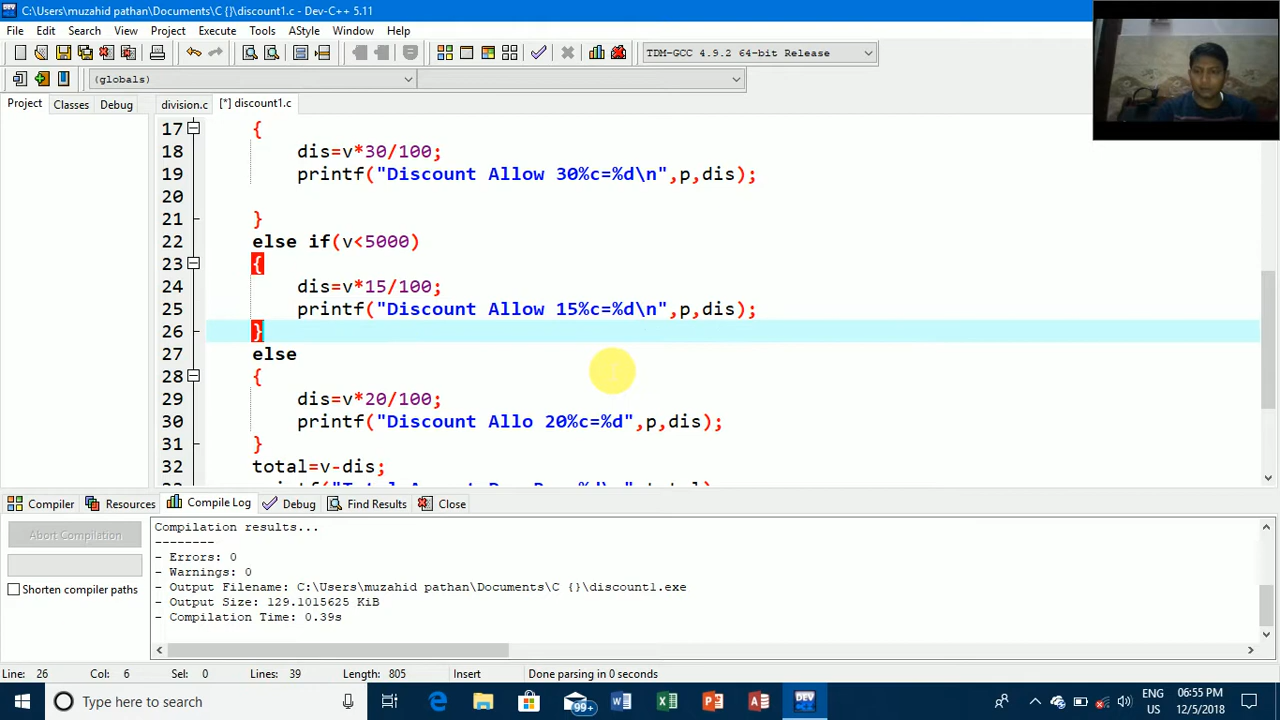 C:\Users\muzahid pathan\Documents\C {}\discount1.c - Dev-C++ 5.11
File Edit Search View Project Execute Tools AStyle Window Help
TDM-GCC 4.9.2 64-bit Release
(globals)
Project Classes Debug division.c [*] discount1.c
17 {
18 dis=v*30/100;
19 printf("Discount Allow 30%c=%d\n",p,dis);
20
21 }
22 else if(v<5000)
23 {
24 dis=v*15/100;
25 printf("Discount Allow 15%c=%d\n",p,dis);
26 }
27 else
28 {
29 dis=v*20/100;
30 printf("Discount Allo 20%c=%d",p,dis);
31 }
32 total=v-dis;
Compiler Resources Compile Log Debug Find Results Close
Abort Compilation
Shorten compiler paths
Compilation results...
--------
- Errors: 0
- Warnings: 0
- Output Filename: C:\Users\muzahid pathan\Documents\C {}\discount1.exe
- Output Size: 129.1015625 KiB
- Compilation Time: 0.39s
Line: 26 Col: 6 Sel: 0 Lines: 39 Length: 805 Insert Done parsing in 0 seconds
Type here to search
99+
ENG
US
06:55 PM
12/5/2018